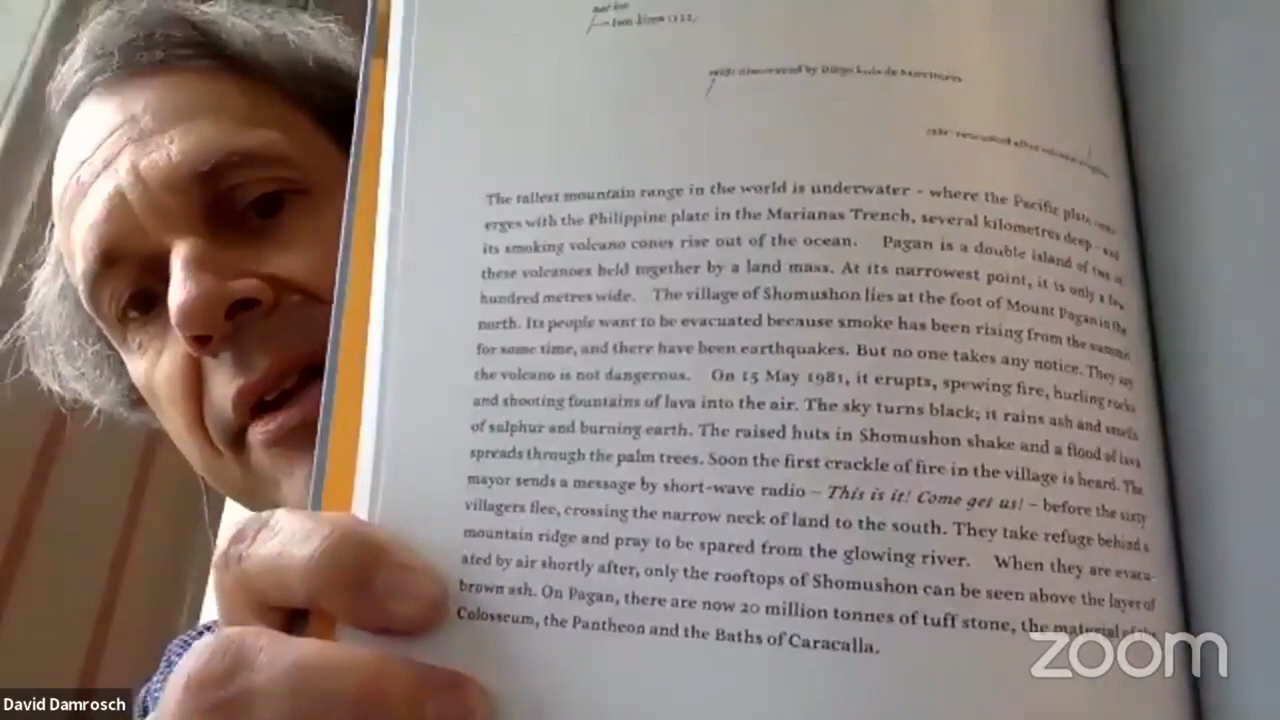 discovered by Diego Luis de
The tallest mountain range in the world is underwater – where the Pacific plate
erges with the Philippine plate in the Marianas Trench, several kilometres deep – and
its smoking volcano cones rise out of the ocean. Pagan is a double island of two of
these volcanoes held together by a land mass. At its narrowest point, it is only a few
hundred metres wide. The village of Shomushon lies at the foot of Mount Pagan in the
north. Its people want to be evacuated because smoke has been rising from the summit
for some time, and there have been earthquakes. But no one takes any notice. They say
the volcano is not dangerous. On 15 May 1981, it erupts, spewing fire, hurling rocks
and shooting fountains of lava into the air. The sky turns black; it rains ash and smells
of sulphur and burning earth. The raised huts in Shomushon shake and a flood of lava
spreads through the palm trees. Soon the first crackle of fire in the village is heard. The
mayor sends a message by short-wave radio – This is it! Come get us! – before the sixty
villagers flee, crossing the narrow neck of land to the south. They take refuge behind a
mountain ridge and pray to be spared from the glowing river. When they are evacu-
ated by air shortly after, only the rooftops of Shomushon can be seen above the layer of
brown ash. On Pagan, there are now 20 million tonnes of tuff stone, the material of the
Colosseum, the Pantheon and the Baths of Caracalla.
zoom
David Damrosch